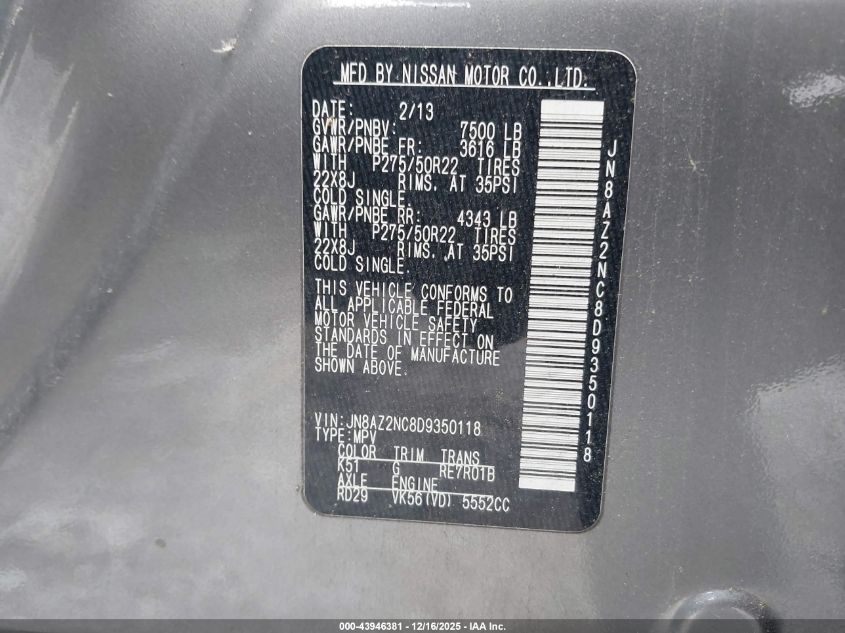 MFD BY NISSAN MOTOR CO.,LTD.
DATE: 2/13
GVWR/PNBV: 7500 LB
GAWR/PNBE FR: 3616 LB
WITH P275/50R22 TIRES
22X8J RIMS. AT 35PSI
COLD SINGLE.
GAWR/PNBE RR: 4343 LB
WITH P275/50R22 TIRES
22X8J RIMS. AT 35PSI
COLD SINGLE.
THIS VEHICLE CONFORMS TO
ALL APPLICABLE FEDERAL
MOTOR VEHICLE SAFETY
STANDARDS IN EFFECT ON
THE DATE OF MANUFACTURE
SHOWN ABOVE.
VIN:JN8AZ2NC8D9350118
TYPE:MPV
COLOR TRIM TRANS
K51 G RE7R01B
AXLE ENGINE
RD29 VK56(VD) 5552CC
JN8AZ2NC8D9350118
000-43946381 - 12/16/2025 - IAA Inc.